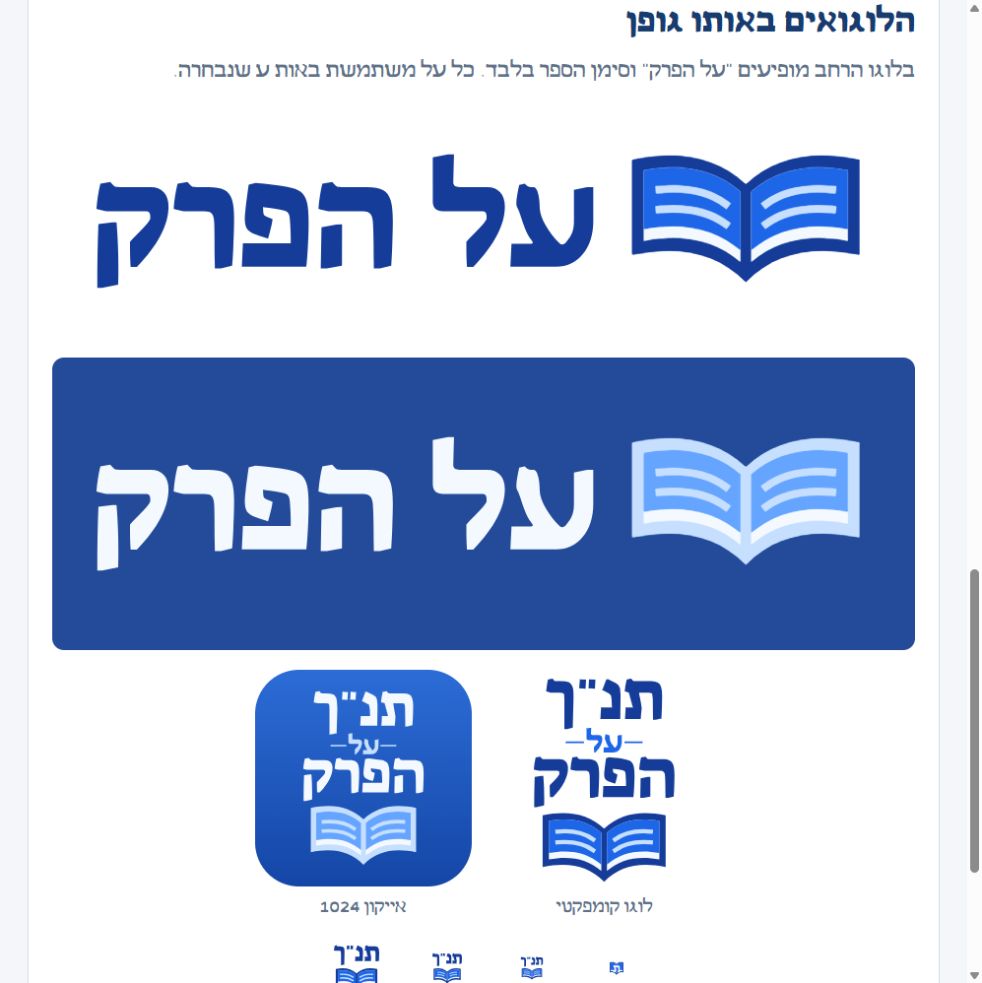 הלוגואים באותו גופן
בלוגו הרחב מופיעים "על הפרק" וסימן הספר בלבד. כל על משתמשת באות ע שנבחרה.
על הפרק
על הפרק
תנ"ך
–על–
הפרק
לוגו קומפקטי
תנ"ך
–על–
הפרק
אייקון 1024
ת
תנ"ך
תנ"ך
תנ"ך